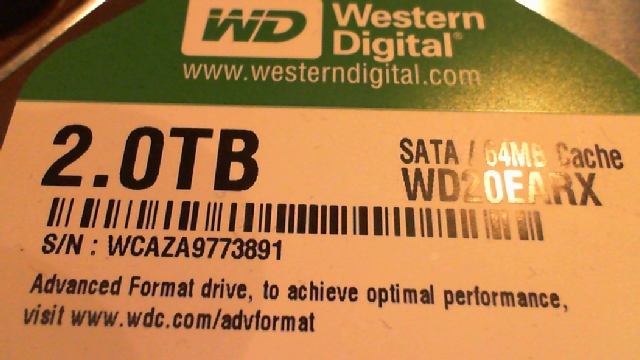 WD Western
Digital®
www.westerndigital.com
2.0TB
SATA / 64MB Cache
WD20EARX
S/N : WCAZA9773891
Advanced Format drive, to achieve optimal performance,
visit www.wdc.com/advformat